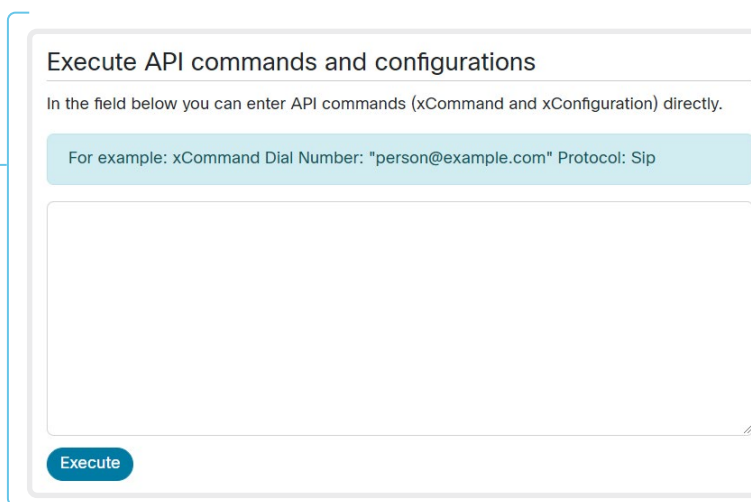 Execute API commands and configurations
In the field below you can enter API commands (xCommand and xConfiguration) directly.
For example: xCommand Dial Number: "person@example.com" Protocol: Sip
Execute